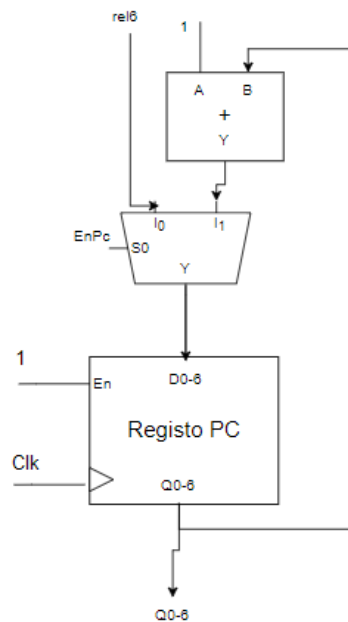 rel6
1
A B
+
Y
I0 I1
EnPc
S0
Y
1
En
D0-6
Registo PC
Clk
Q0-6
Q0-6